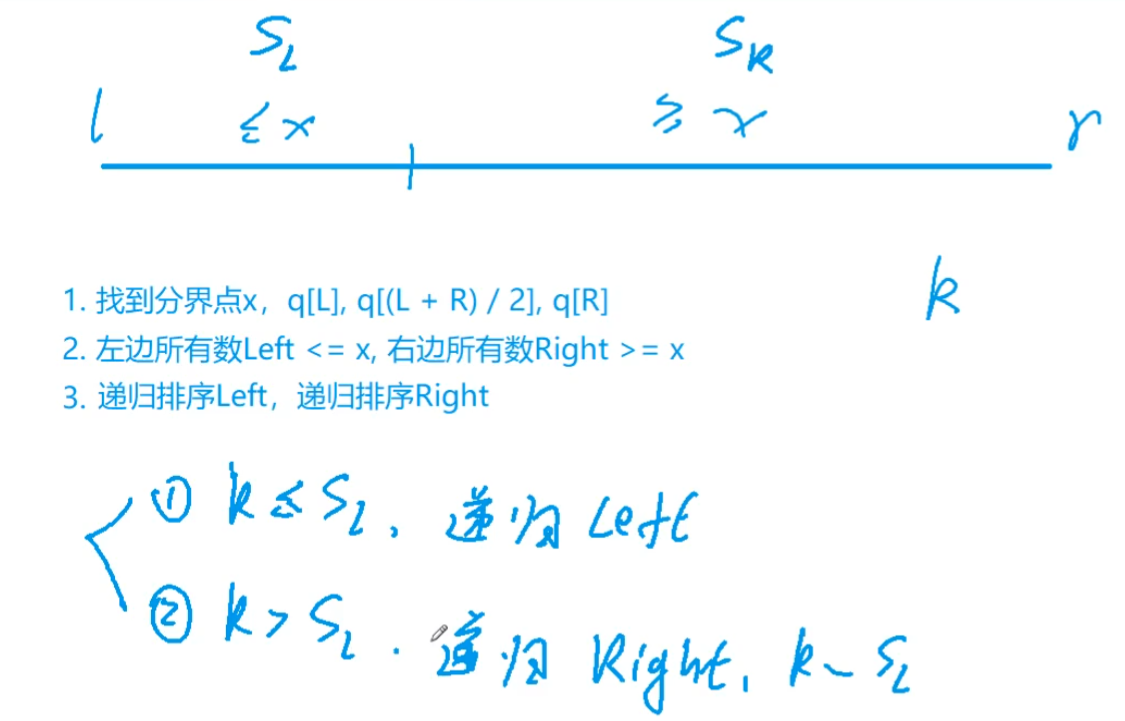 S_L S_R
l ≤ x ≥ x r
k
1. 找到分界点x，q[L], q[(L + R) / 2], q[R]
2. 左边所有数Left <= x, 右边所有数Right >= x
3. 递归排序Left，递归排序Right
① k ≤ S_L, 递归 Left
② k > S_L. 递归 Right, k - S_L